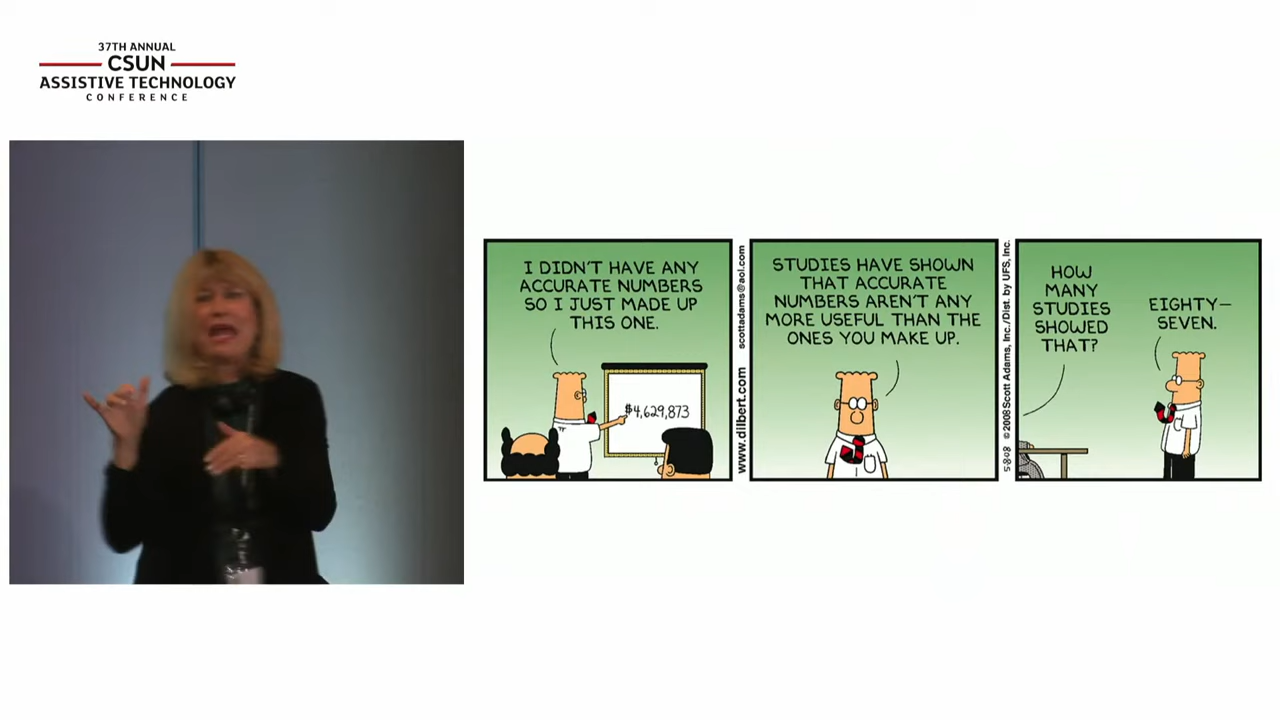 37TH ANNUAL
CSUN
ASSISTIVE TECHNOLOGY
CONFERENCE
I DIDN'T HAVE ANY
ACCURATE NUMBERS
SO I JUST MADE UP
THIS ONE.
$4,629,873
www.dilbert.com
scottadams@aol.com
STUDIES HAVE SHOWN
THAT ACCURATE
NUMBERS AREN'T ANY
MORE USEFUL THAN THE
ONES YOU MAKE UP.
5-8-08 ©2008 Scott Adams, Inc./Dist. by UFS, Inc.
HOW
MANY
STUDIES
SHOWED
THAT?
EIGHTY–
SEVEN.